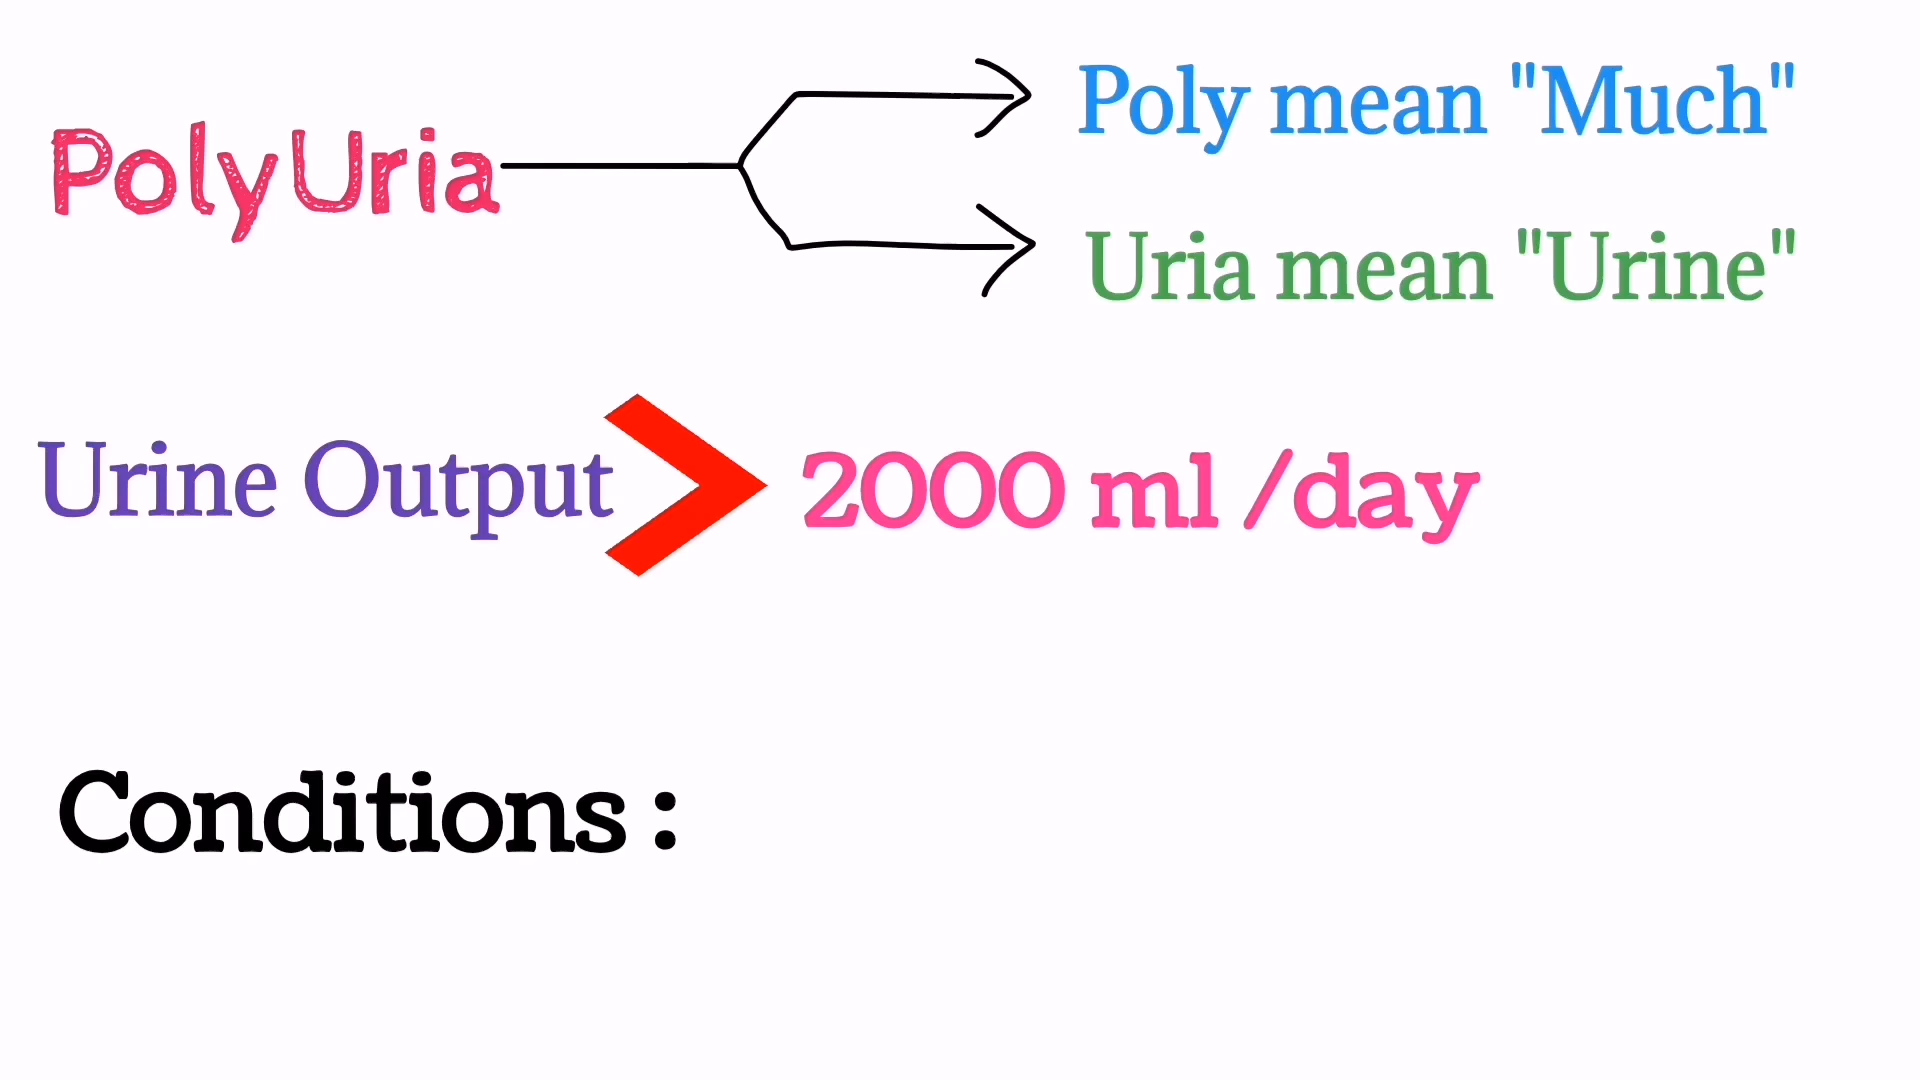 PolyUria
Poly mean "Much"
Uria mean "Urine"
Urine Output > 2000 ml /day
Conditions :